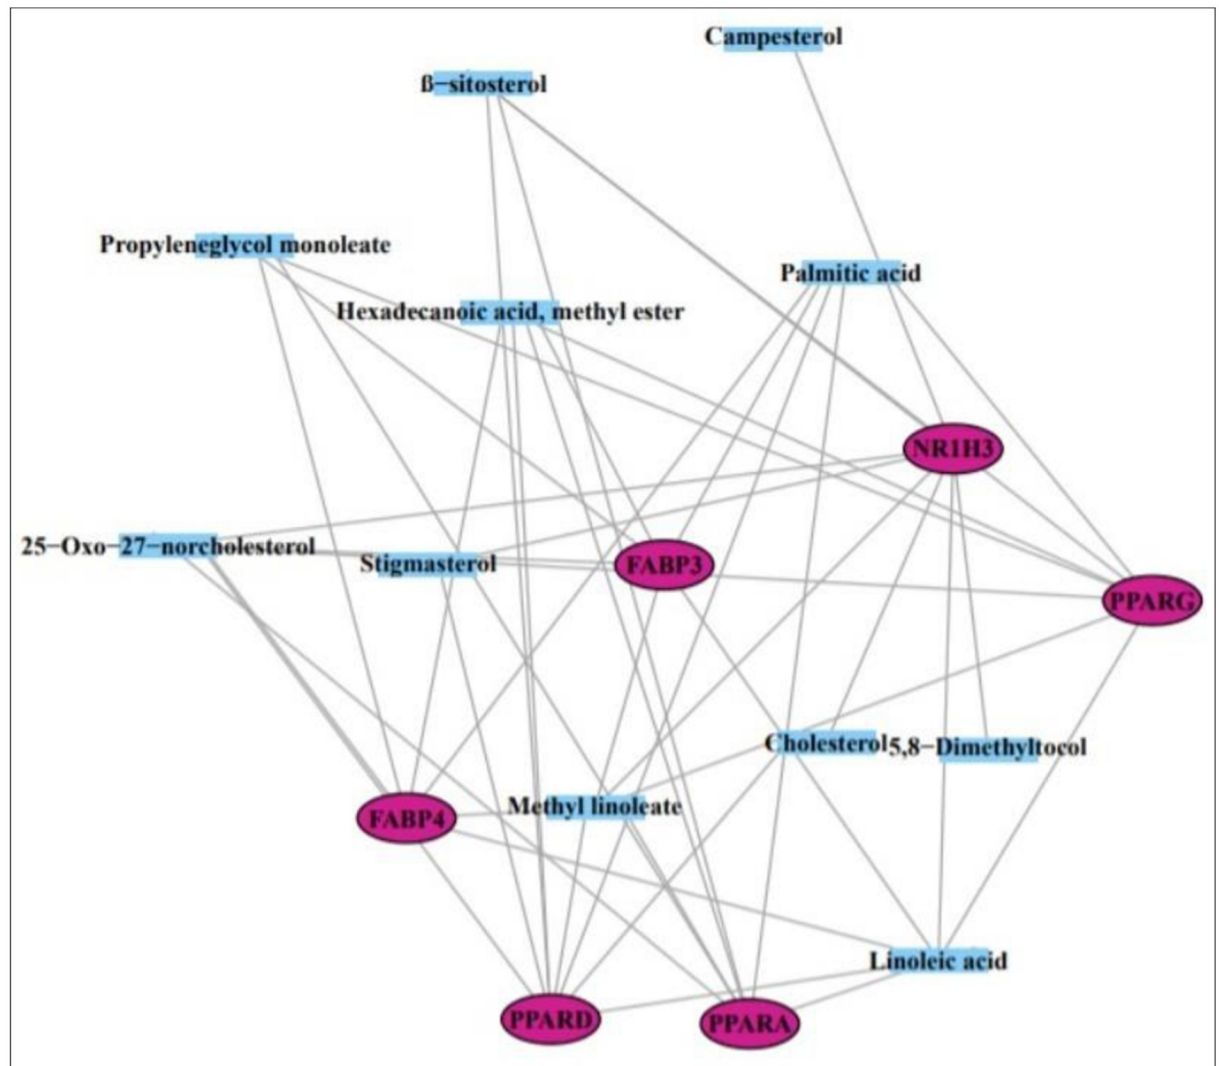 Campesterol
ß−sitosterol
Propyleneglycol monoleate
Palmitic acid
Hexadecanoic acid, methyl ester
NR1H3
25−Oxo−27−norcholesterol
Stigmasterol
FABP3
PPARG
Cholesterol
5,8−Dimethyltocol
Methyl linoleate
FABP4
Linoleic acid
PPARD
PPARA